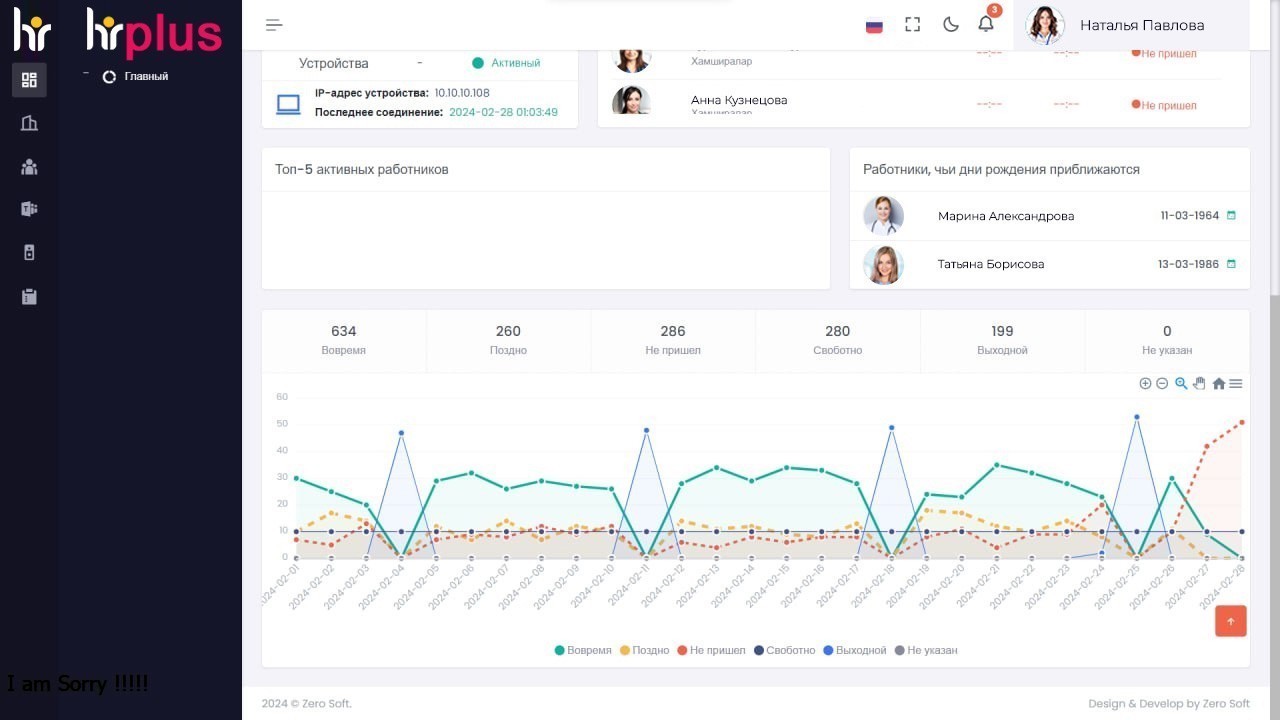 hr hrplus
3
Наталья Павлова
Главный
Устройства - Активный
IP-адрес устройства: 10.10.10.108
Последнее соединение: 2024-02-28 01:03:49
Хамширалар
--:-- --:-- Не пришел
Анна Кузнецова
--:-- --:-- Не пришел
Хамширалар
Топ-5 активных работников
Работники, чьи дни рождения приближаются
Марина Александрова 11-03-1964
Татьяна Борисова 13-03-1986
634 260 286 280 199 0
Вовремя Поздно Не пришел Своботно Выходной Не указан
60
50
40
30
20
10
0
2024-02-01 2024-02-02 2024-02-03 2024-02-04 2024-02-05 2024-02-06 2024-02-07 2024-02-08 2024-02-09 2024-02-10 2024-02-11 2024-02-12 2024-02-13 2024-02-14 2024-02-15 2024-02-16 2024-02-17 2024-02-18 2024-02-19 2024-02-20 2024-02-21 2024-02-22 2024-02-23 2024-02-24 2024-02-25 2024-02-26 2024-02-27 2024-02-28
Вовремя Поздно Не пришел Своботно Выходной Не указан
I am Sorry !!!!!
2024 © Zero Soft. Design & Develop by Zero Soft